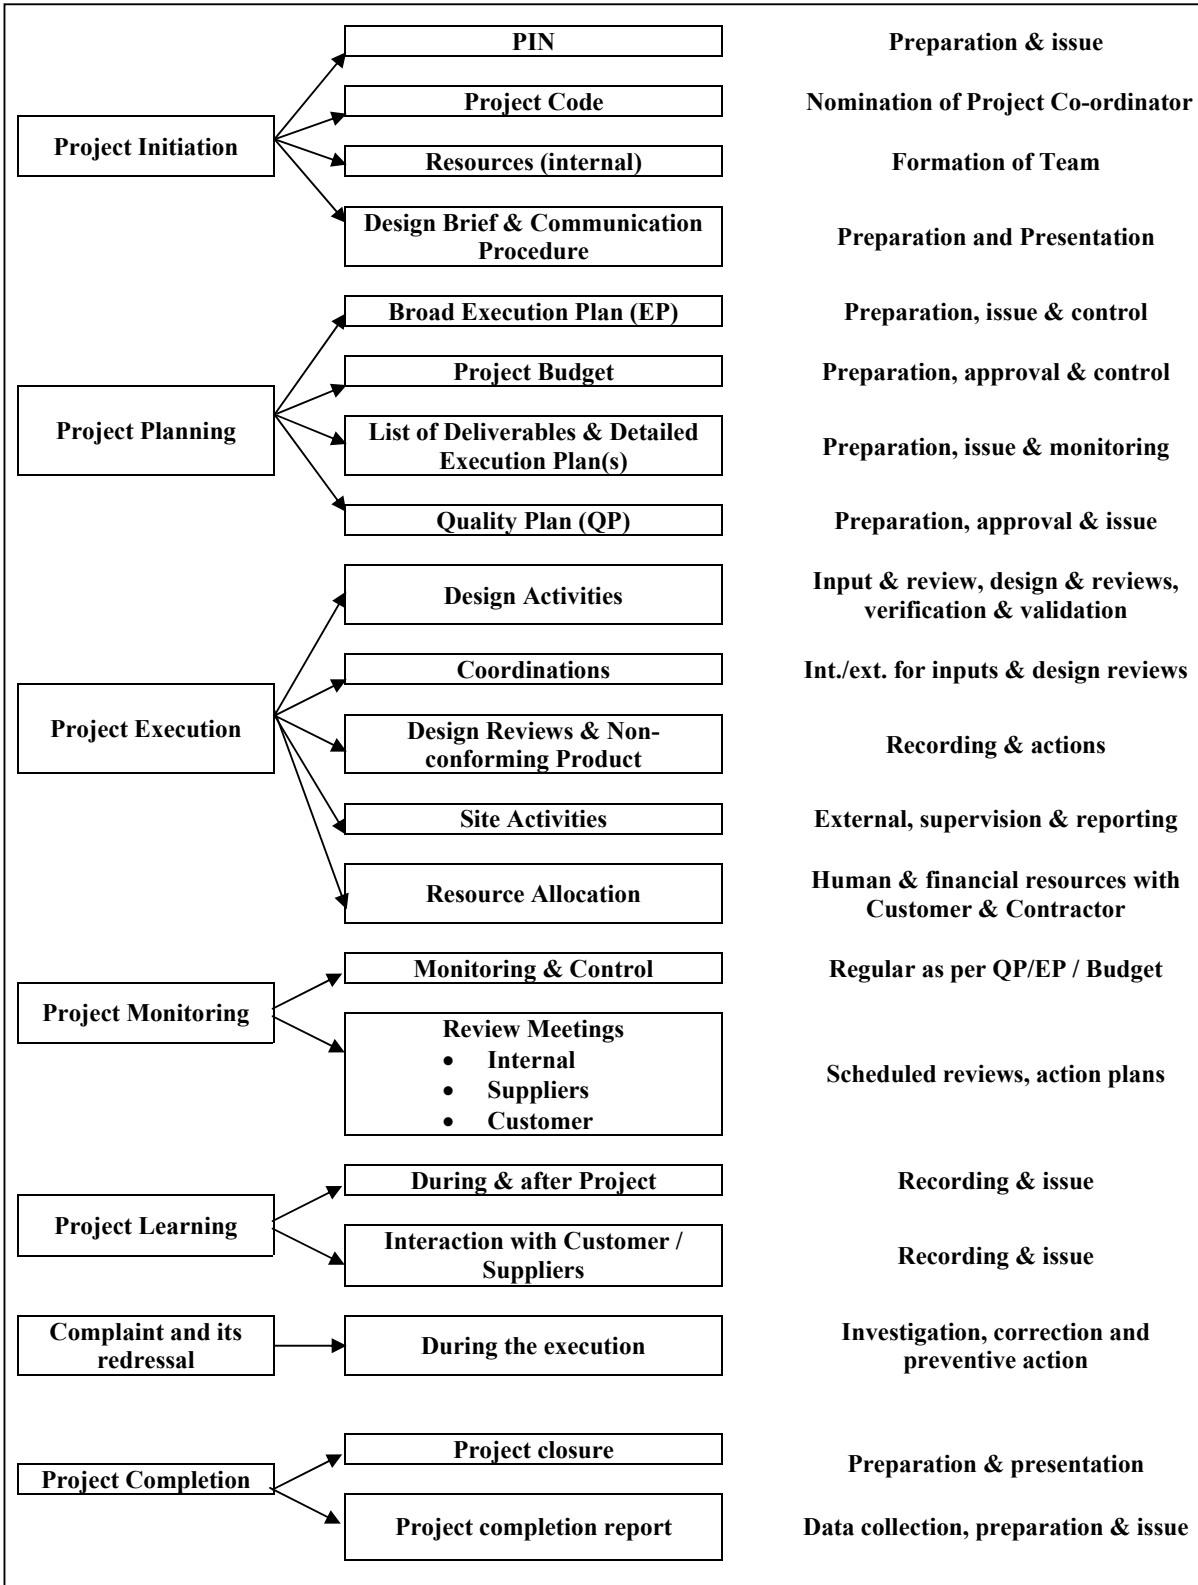 PIN
Preparation & issue
Project Code
Nomination of Project Co-ordinator
Project Initiation
Resources (internal)
Formation of Team
Design Brief & Communication
Procedure
Preparation and Presentation
Broad Execution Plan (EP)
Preparation, issue & control
Project Budget
Preparation, approval & control
Project Planning
List of Deliverables & Detailed
Execution Plan(s)
Preparation, issue & monitoring
Quality Plan (QP)
Preparation, approval & issue
Design Activities
Input & review, design & reviews,
verification & validation
Coordinations
Int./ext. for inputs & design reviews
Project Execution
Design Reviews & Non-
conforming Product
Recording & actions
Site Activities
External, supervision & reporting
Resource Allocation
Human & financial resources with
Customer & Contractor
Monitoring & Control
Regular as per QP/EP / Budget
Project Monitoring
Review Meetings
• Internal
• Suppliers
• Customer
Scheduled reviews, action plans
During & after Project
Recording & issue
Project Learning
Interaction with Customer /
Suppliers
Recording & issue
Complaint and its
redressal
During the execution
Investigation, correction and
preventive action
Project closure
Preparation & presentation
Project Completion
Project completion report
Data collection, preparation & issue